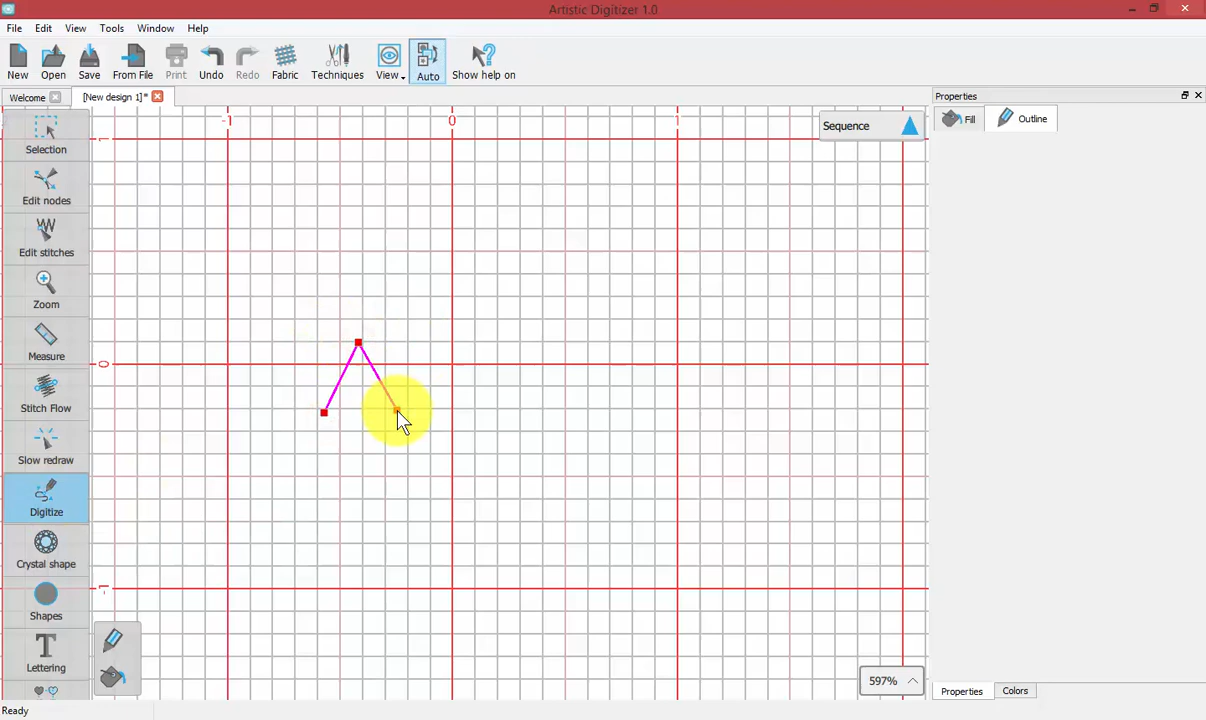 Artistic Digitizer 1.0
File Edit View Tools Window Help
New Open Save From File Print Undo Redo Fabric Techniques View Auto Show help on
Welcome [New design 1]*
Properties
Fill Outline
-1 0 1
Sequence
1
Selection
Edit nodes
Edit stitches
Zoom
Measure
0
Stitch Flow
Slow redraw
Digitize
Crystal shape
-1
Shapes
Lettering
597%
Properties Colors
Ready